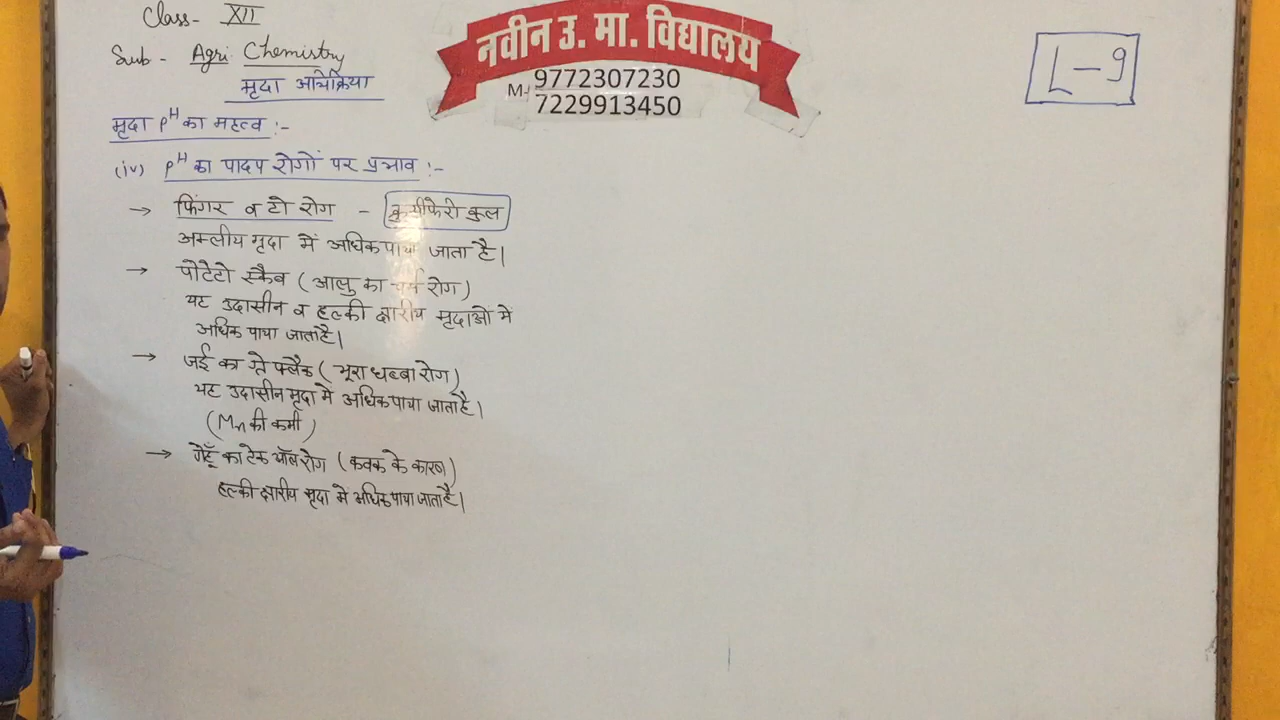 Class- XII
Sub - Agri Chemistry
मृदा अभिक्रिया
नवीन उ. मा. विद्यालय
M- 9772307230
7229913450
L-9
मृदा pH का महत्व :-
(iv) pH का पादप रोगों पर प्रभाव :-
→ फिंगर व टो रोग - क्रुसीफेरी कुल
अम्लीय मृदा में अधिक पाया जाता है।
→ पोटेटो स्कैब (आलु का चर्म रोग)
यह उदासीन व हल्की क्षारीय मृदाओं में
अधिक पाया जाता है।
→ जई का ग्रे फ्लैक (भूरा धब्बा रोग)
यह उदासीन मृदा में अधिक पाया जाता है।
(Mn की कमी)
→ गेहूँ का टेक ऑल रोग (कवक के कारण)
हल्की क्षारीय मृदा में अधिक पाया जाता है।